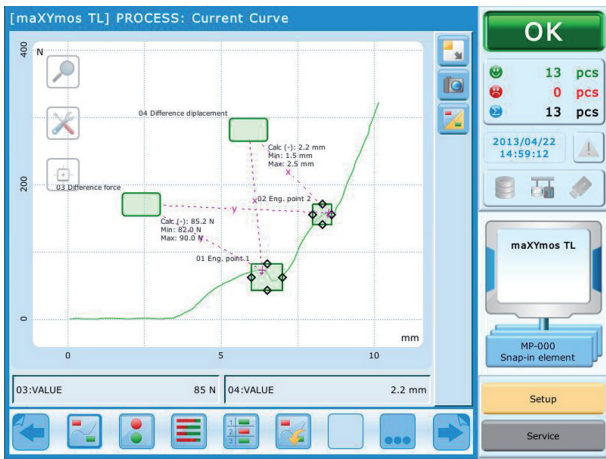 [maXYmos TL] PROCESS: Current Curve
OK
400
N
04 Difference diplacement
Calc (-): 2.2 mm
Min: 1.5 mm
Max: 2.5 mm
x
200
03 Difference force
x
02 Eng. point 2
y
Calc (-): 85.2 N
Min: 82.0 N
Max: 90.0 N
y
01 Eng. point 1
0
mm
0
5
10
03:VALUE 85 N
04:VALUE 2.2 mm
13 pcs
0 pcs
13 pcs
2013/04/22
14:59:12
maXYmos TL
MP-000
Snap-in element
Setup
Service
1
2
3